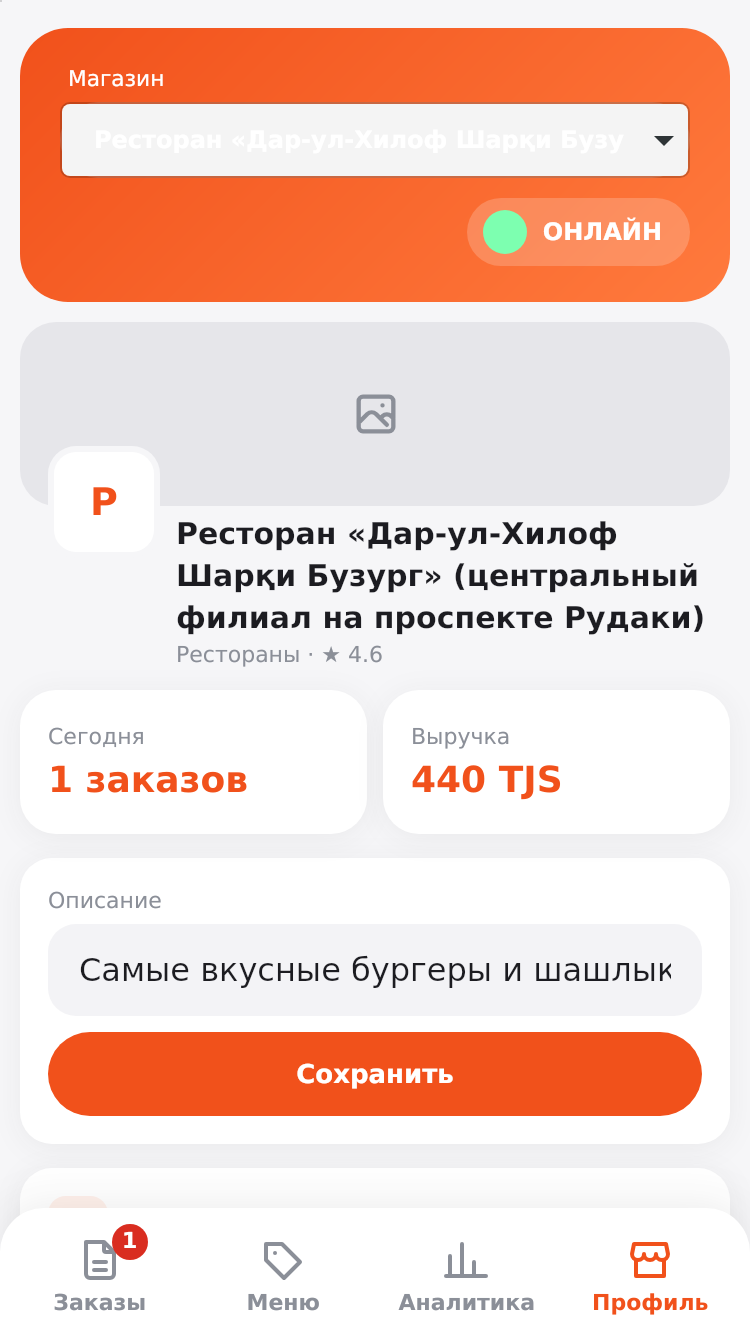 Магазин
Ресторан «Дар-ул-Хилоф Шарқи Бузу
ОНЛАЙН
Р
Ресторан «Дар-ул-Хилоф
Шарқи Бузург» (центральный
филиал на проспекте Рудаки)
Рестораны · ★ 4.6
Сегодня
1 заказов
Выручка
440 TJS
Описание
Самые вкусные бургеры и шашлык
Сохранить
1
Заказы
Меню
Аналитика
Профиль